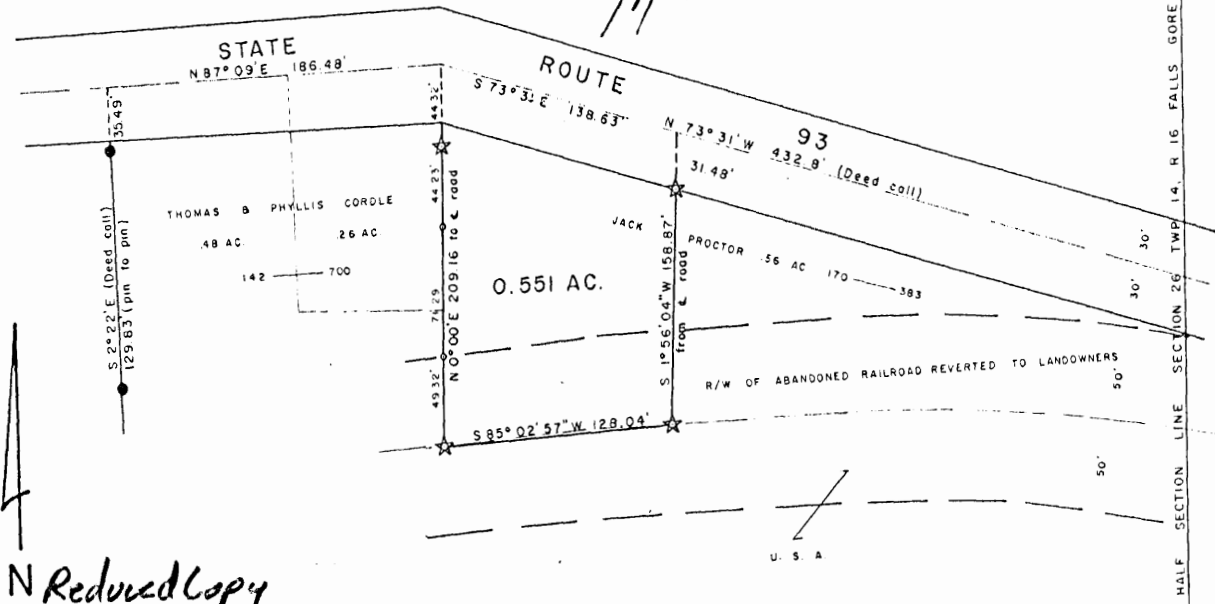 STATE
N 87° 09' E 186.48'
ROUTE
S 73° 31' E 138.63'
N 73° 31' W 432.8' (Deed call)
93
35.49'
44.32'
31.48'
THOMAS & PHYLLIS CORDLE
.48 AC.
.26 AC.
142 700
S 2° 22' E (Deed call)
129.83' (pin to pin)
44.23'
49.32'
N 0° 00' E 209.16 to ℄ road
0.551 AC.
S 1° 56' 04" W 158.87'
from ℄ road
JACK PROCTOR .56 AC 170 383
30'
30'
R/W OF ABANDONED RAILROAD REVERTED TO LANDOWNERS
50'
50'
S 85° 02' 57" W 128.04'
U. S. A.
HALF SECTION LINE SECTION 26 TWP 14, R 16 FALLS GORE
N Reduced Copy